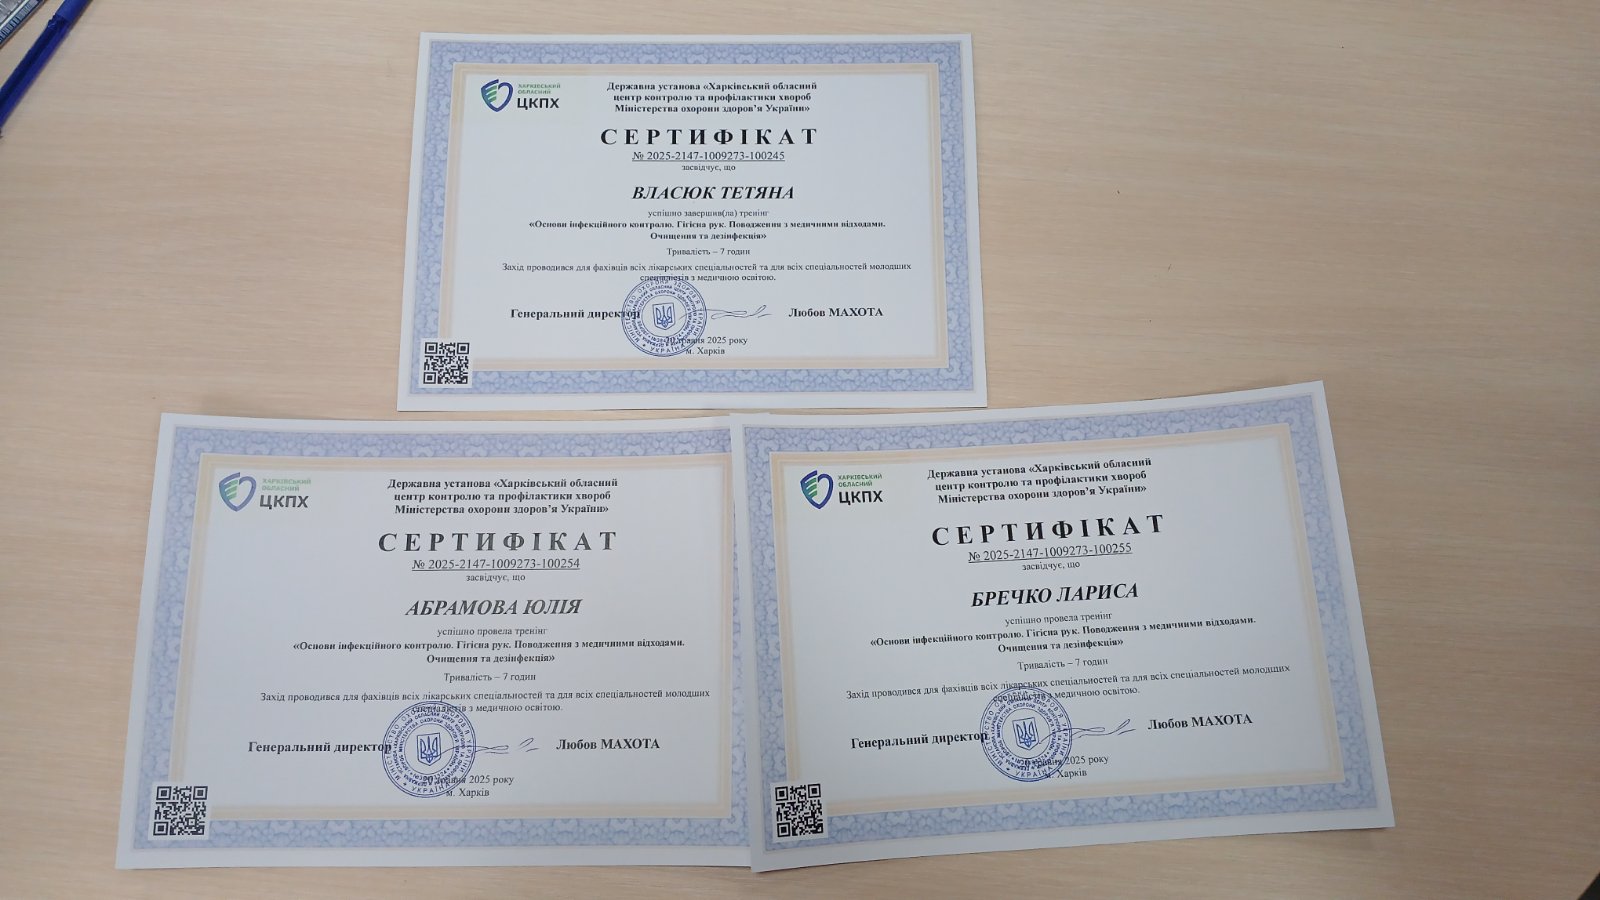 ХАРКІВСЬКИЙ
ОБЛАСНИЙ
ЦКПХ
Державна установа «Харківський обласний
центр контролю та профілактики хвороб
Міністерства охорони здоров'я України»
СЕРТИФІКАТ
№ 2025-2147-1009273-100245
засвідчує, що
ВЛАСЮК ТЕТЯНА
успішно завершив(ла) тренінг
«Основи інфекційного контролю. Гігієна рук. Поводження з медичними відходами.
Очищення та дезінфекція»
Тривалість – 7 годин
Захід проводився для фахівців всіх лікарських спеціальностей та для всіх спеціальностей молодших
спеціалістів з медичною освітою.
Генеральний директор Любов МАХОТА
травня 2025 року
м. Харків
ХАРКІВСЬКИЙ
ОБЛАСНИЙ
ЦКПХ
Державна установа «Харківський обласний
центр контролю та профілактики хвороб
Міністерства охорони здоров'я України»
СЕРТИФІКАТ
№ 2025-2147-1009273-100254
засвідчує, що
АБРАМОВА ЮЛІЯ
успішно провела тренінг
«Основи інфекційного контролю. Гігієна рук. Поводження з медичними відходами.
Очищення та дезінфекція»
Тривалість – 7 годин
Захід проводився для фахівців всіх лікарських спеціальностей та для всіх спеціальностей молодших
спеціалістів з медичною освітою.
Генеральний директор Любов МАХОТА
травня 2025 року
м. Харків
ХАРКІВСЬКИЙ
ОБЛАСНИЙ
ЦКПХ
Державна установа «Харківський обласний
центр контролю та профілактики хвороб
Міністерства охорони здоров'я України»
СЕРТИФІКАТ
№ 2025-2147-1009273-100255
засвідчує, що
БРЕЧКО ЛАРИСА
успішно провела тренінг
«Основи інфекційного контролю. Гігієна рук. Поводження з медичними відходами.
Очищення та дезінфекція»
Тривалість – 7 годин
Захід проводився для фахівців всіх лікарських спеціальностей та для всіх спеціальностей молодших
спеціалістів з медичною освітою.
Генеральний директор Любов МАХОТА
травня 2025 року
м. Харків